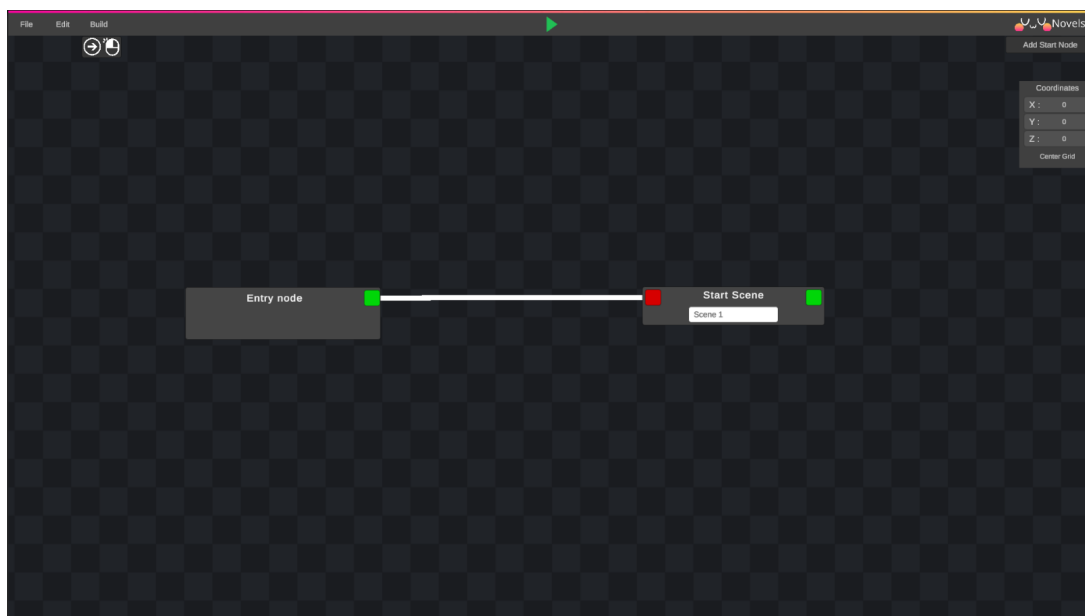 File Edit Build
Novels
Add Start Node
Coordinates
X : 0
Y : 0
Z : 0
Center Grid
Entry node
Start Scene
Scene 1